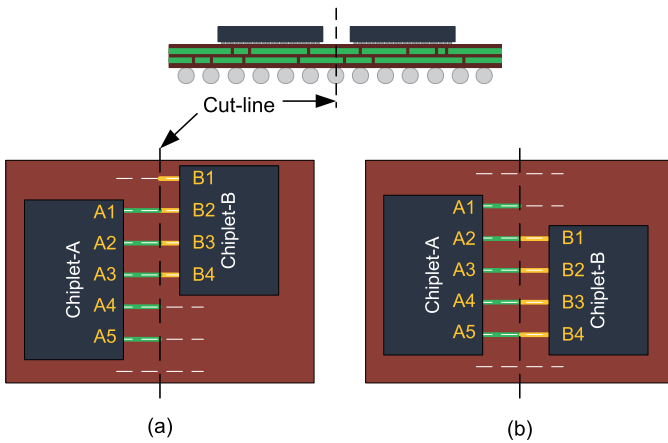 Cut-line
Chiplet-A
A1
A2
A3
A4
A5
B1
B2
B3
B4
Chiplet-B
(a)
Chiplet-A
A1
A2
A3
A4
A5
B1
B2
B3
B4
Chiplet-B
(b)